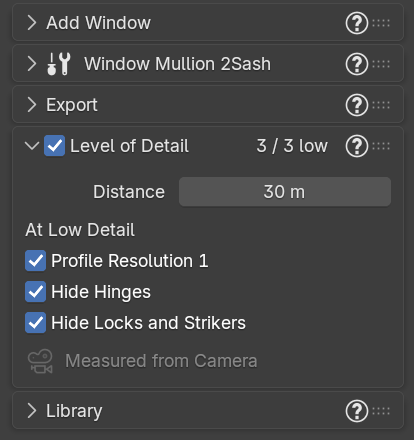 Add Window
Window Mullion 2Sash
Export
Level of Detail 3 / 3 low
Distance 30 m
At Low Detail
Profile Resolution 1
Hide Hinges
Hide Locks and Strikers
Measured from Camera
Library